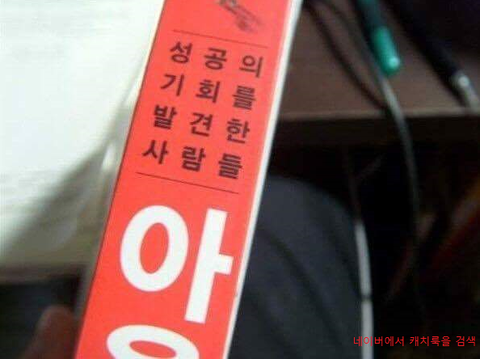 성공의
기회를
발견한
사람들
아
네이버에서 캐치룩을 검색